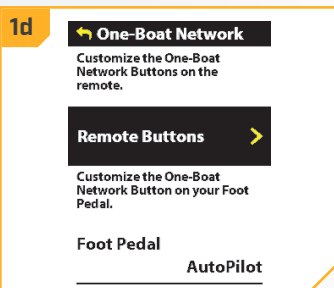 1d
One-Boat Network
Customize the One-Boat
Network Buttons on the
remote.
Remote Buttons
Customize the One-Boat
Network Button on your Foot
Pedal.
Foot Pedal
AutoPilot